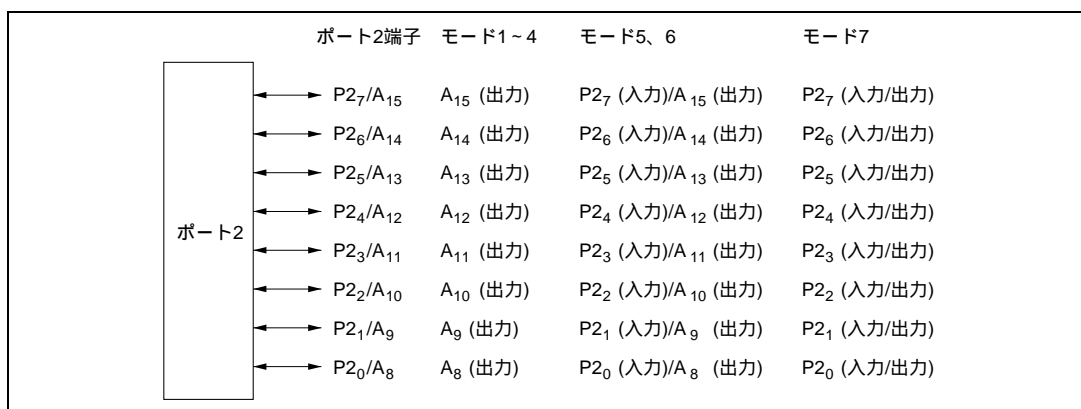 ポート2端子 モード1~4 モード5、6 モード7
P2₇/A₁₅ A₁₅ (出力) P2₇ (入力)/A₁₅ (出力) P2₇ (入力/出力)
P2₆/A₁₄ A₁₄ (出力) P2₆ (入力)/A₁₄ (出力) P2₆ (入力/出力)
P2₅/A₁₃ A₁₃ (出力) P2₅ (入力)/A₁₃ (出力) P2₅ (入力/出力)
P2₄/A₁₂ A₁₂ (出力) P2₄ (入力)/A₁₂ (出力) P2₄ (入力/出力)
ポート2
P2₃/A₁₁ A₁₁ (出力) P2₃ (入力)/A₁₁ (出力) P2₃ (入力/出力)
P2₂/A₁₀ A₁₀ (出力) P2₂ (入力)/A₁₀ (出力) P2₂ (入力/出力)
P2₁/A₉ A₉ (出力) P2₁ (入力)/A₉ (出力) P2₁ (入力/出力)
P2₀/A₈ A₈ (出力) P2₀ (入力)/A₈ (出力) P2₀ (入力/出力)